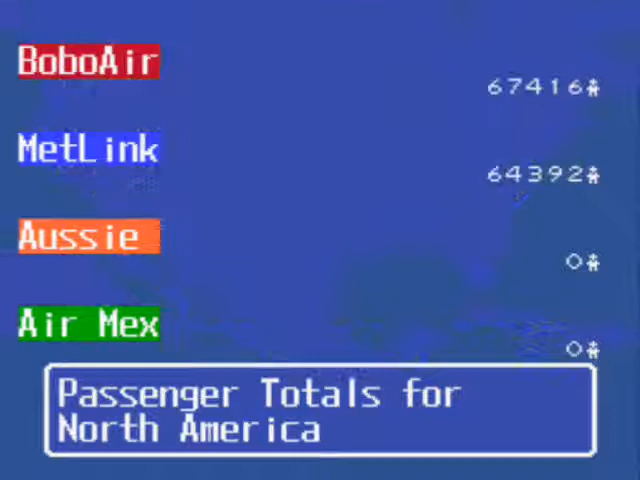 BoboAir
67416
MetLink
64392
Aussie
0
Air Mex
0
Passenger Totals for
North America